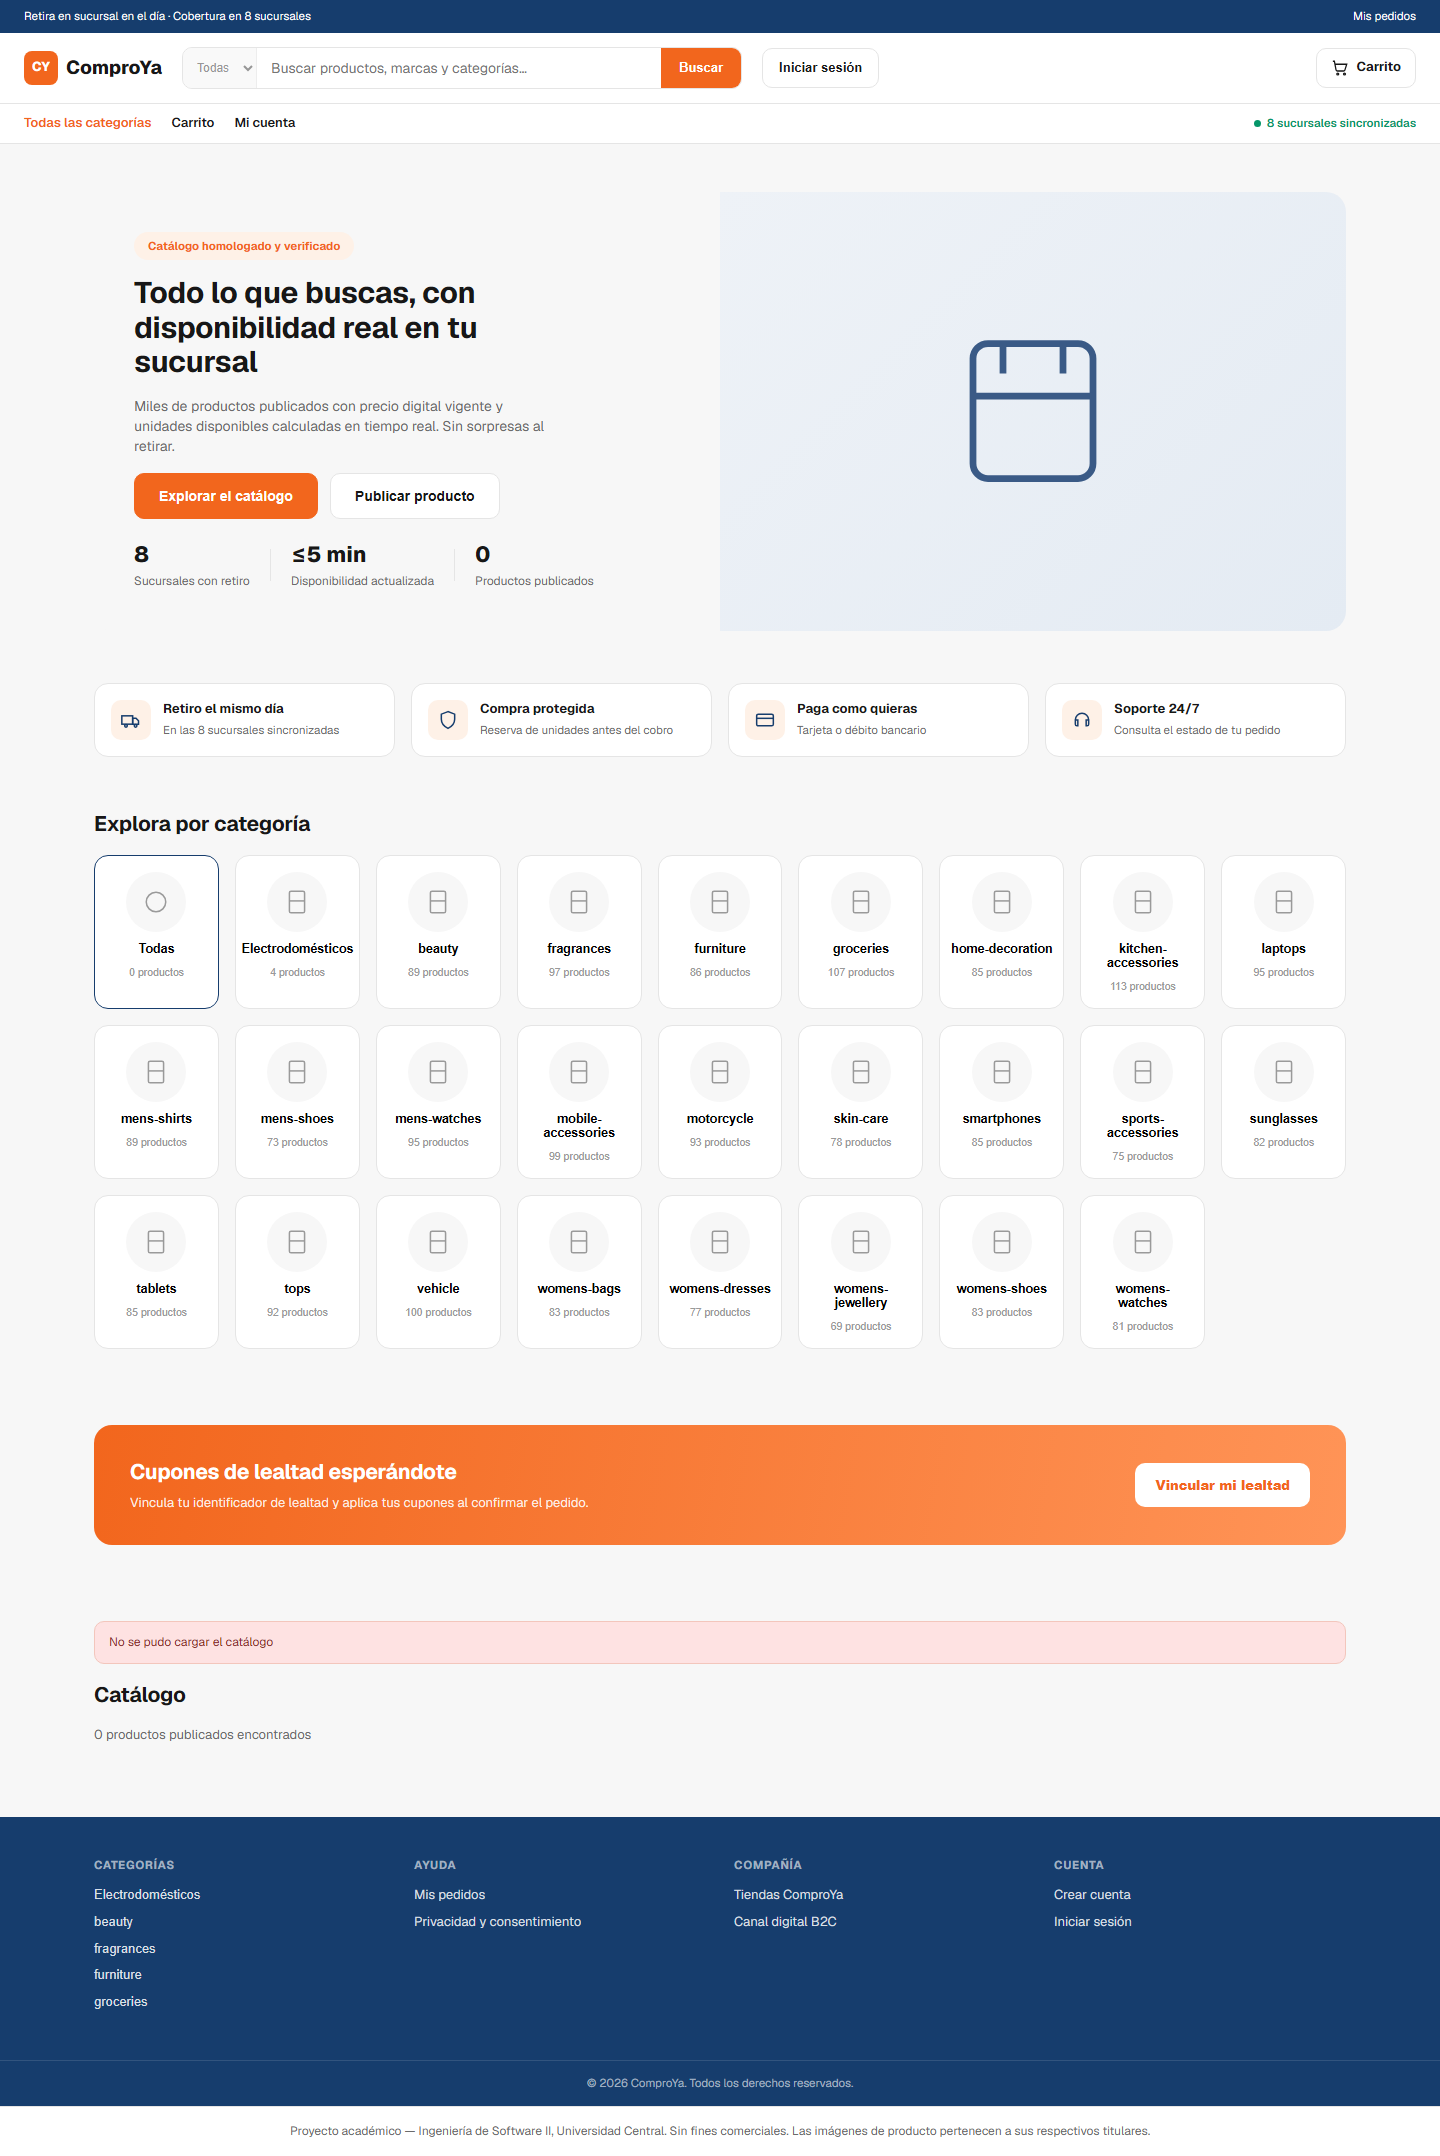 Retira en sucursal en el día · Cobertura en 8 sucursales
Mis pedidos
CY
ComproYa
Todas
Buscar productos, marcas y categorías...
Buscar
Iniciar sesión
Carrito
Todas las categorías
Carrito
Mi cuenta
8 sucursales sincronizadas
Catálogo homologado y verificado
Todo lo que buscas, con
disponibilidad real en tu
sucursal
Miles de productos publicados con precio digital vigente y
unidades disponibles calculadas en tiempo real. Sin sorpresas al
retirar.
Explorar el catálogo
Publicar producto
8
Sucursales con retiro
≤5 min
Disponibilidad actualizada
0
Productos publicados
Retiro el mismo día
En las 8 sucursales sincronizadas
Compra protegida
Reserva de unidades antes del cobro
Paga como quieras
Tarjeta o débito bancario
Soporte 24/7
Consulta el estado de tu pedido
Explora por categoría
Todas
0 productos
Electrodomésticos
4 productos
beauty
89 productos
fragrances
97 productos
furniture
86 productos
groceries
107 productos
home-decoration
85 productos
kitchen-
accessories
113 productos
laptops
95 productos
mens-shirts
89 productos
mens-shoes
73 productos
mens-watches
95 productos
mobile-
accessories
99 productos
motorcycle
93 productos
skin-care
78 productos
smartphones
85 productos
sports-
accessories
75 productos
sunglasses
82 productos
tablets
85 productos
tops
92 productos
vehicle
100 productos
womens-bags
83 productos
womens-dresses
77 productos
womens-
jewellery
69 productos
womens-shoes
83 productos
womens-
watches
81 productos
Cupones de lealtad esperándote
Vincula tu identificador de lealtad y aplica tus cupones al confirmar el pedido.
Vincular mi lealtad
No se pudo cargar el catálogo
Catálogo
0 productos publicados encontrados
CATEGORÍAS
Electrodomésticos
beauty
fragrances
furniture
groceries
AYUDA
Mis pedidos
Privacidad y consentimiento
COMPAÑÍA
Tiendas ComproYa
Canal digital B2C
CUENTA
Crear cuenta
Iniciar sesión
© 2026 ComproYa. Todos los derechos reservados.
Proyecto académico — Ingeniería de Software II, Universidad Central. Sin fines comerciales. Las imágenes de producto pertenecen a sus respectivos titulares.